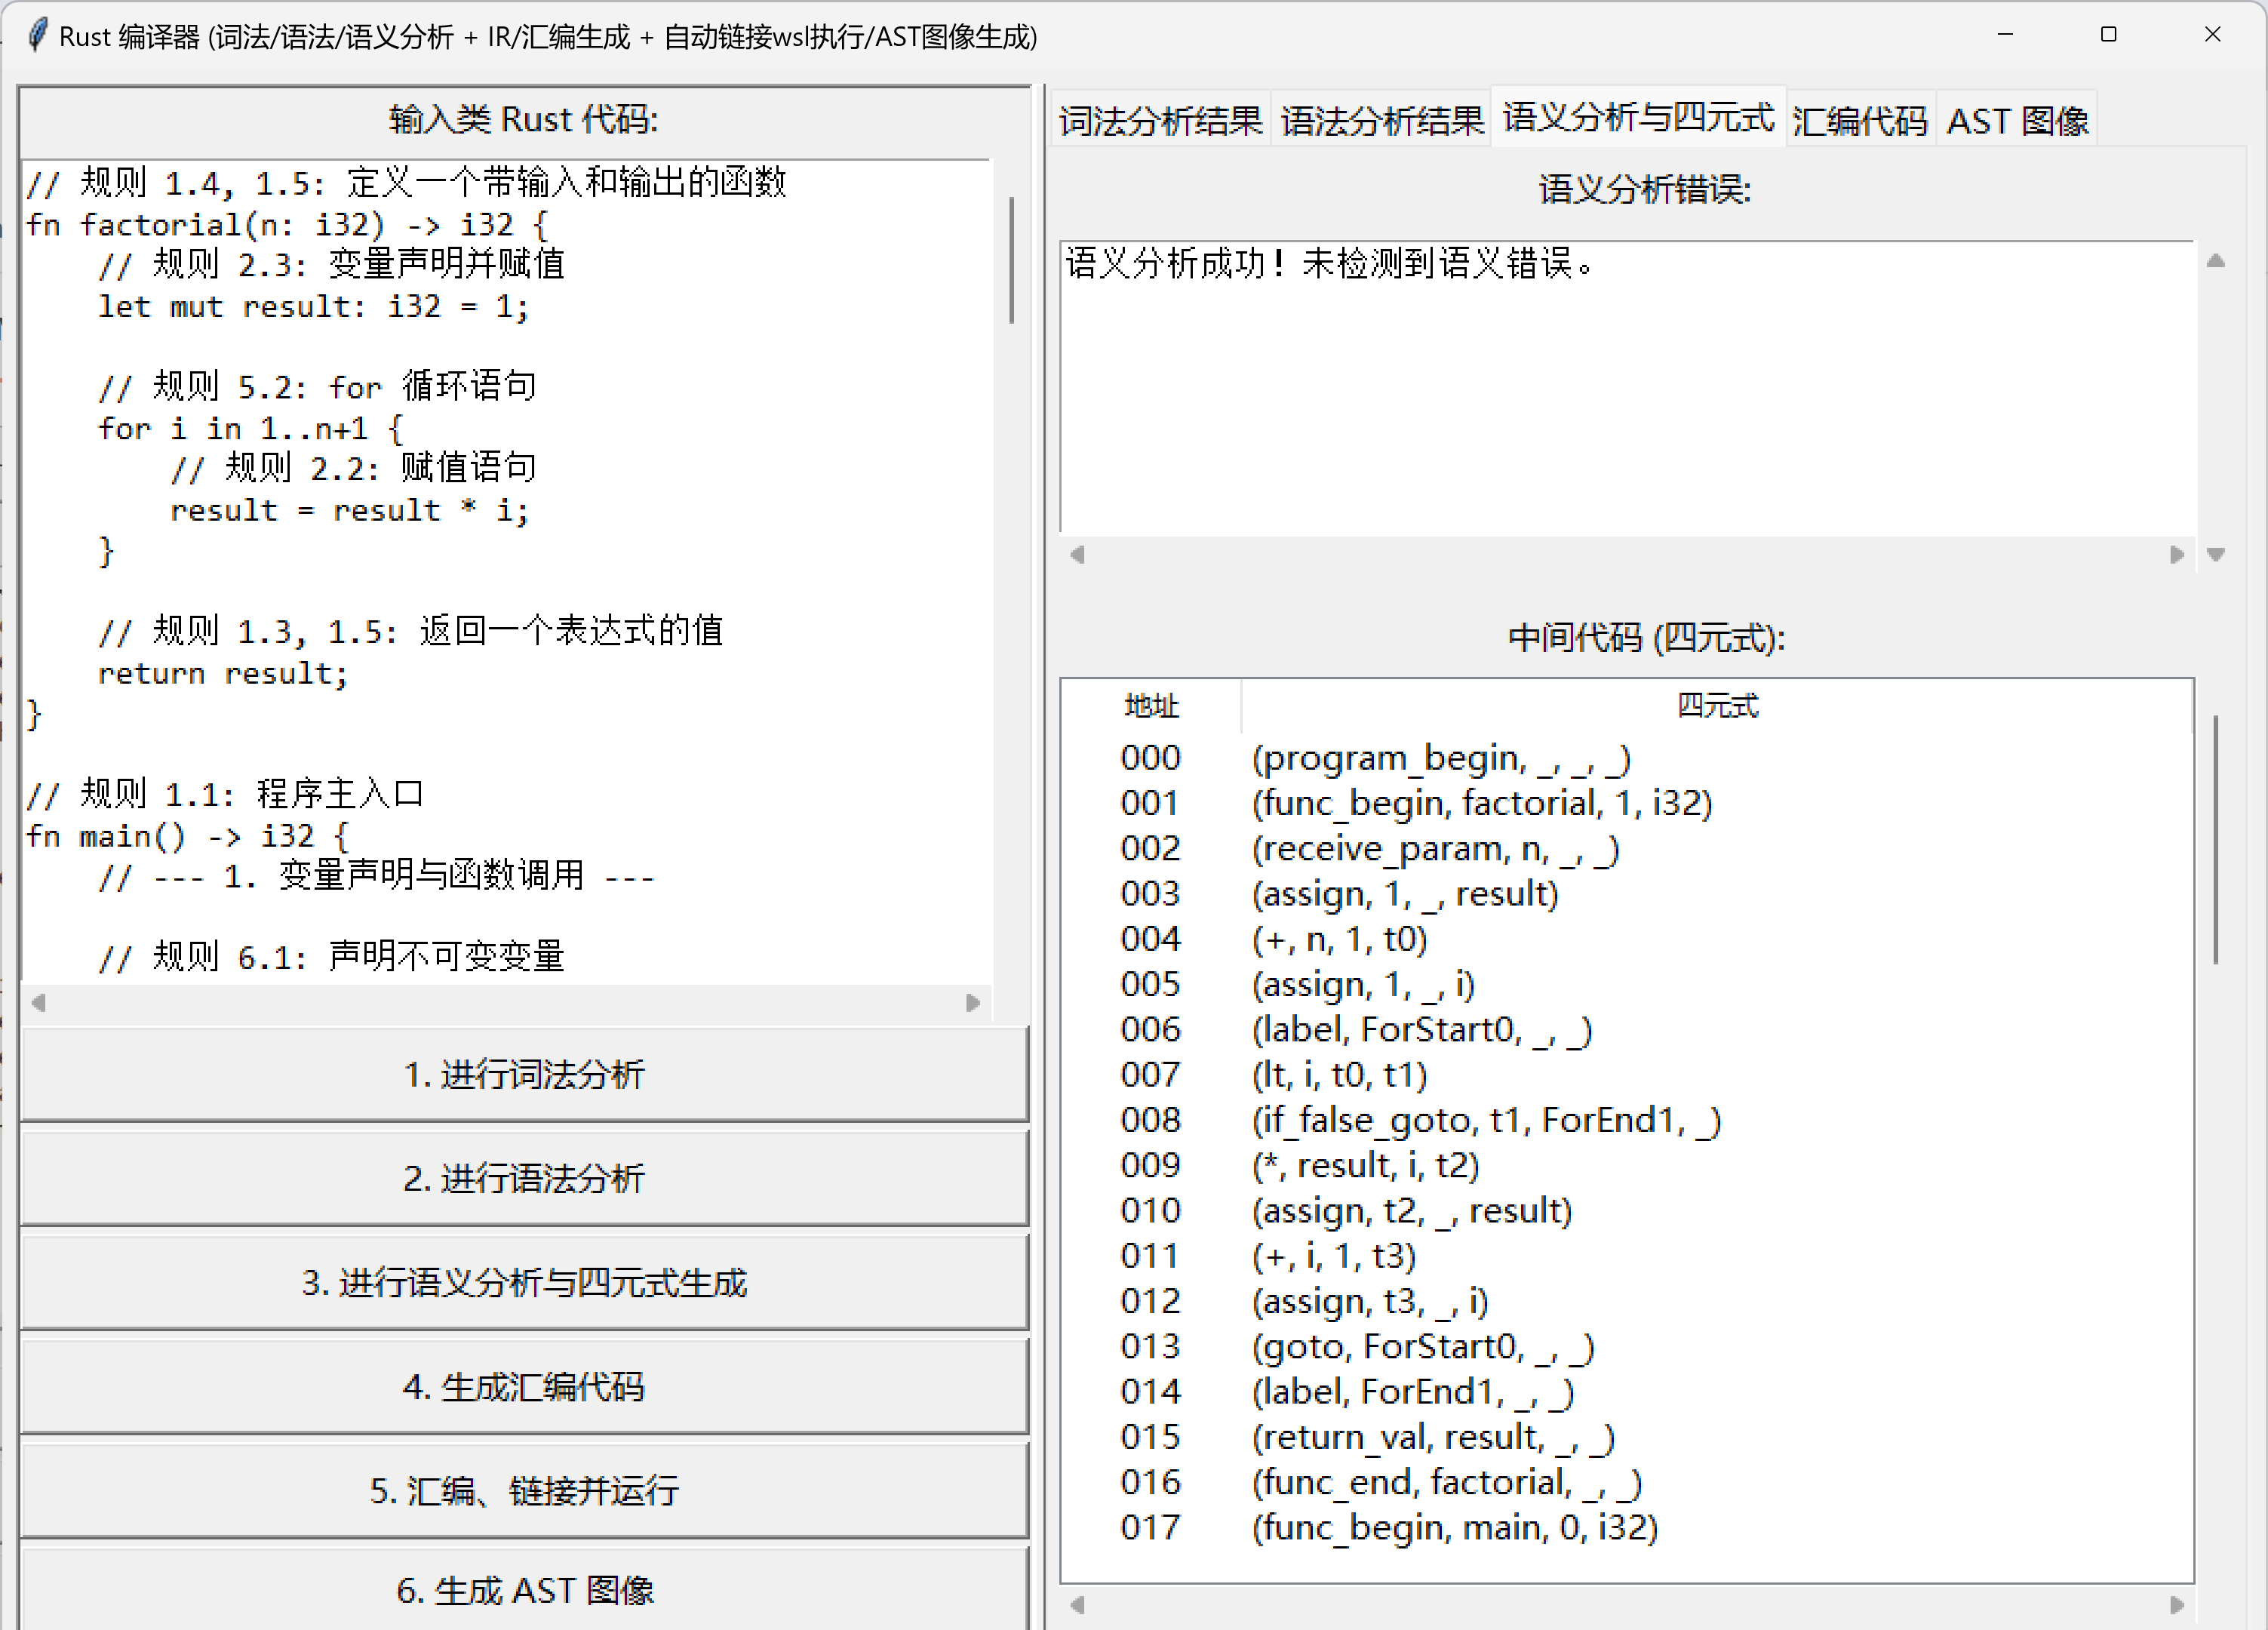 Rust 编译器 (词法/语法/语义分析 + IR/汇编生成 + 自动链接wsl执行/AST图像生成)
输入类 Rust 代码:
// 规则 1.4, 1.5: 定义一个带输入和输出的函数
fn factorial(n: i32) -> i32 {
    // 规则 2.3: 变量声明并赋值
    let mut result: i32 = 1;
    // 规则 5.2: for 循环语句
    for i in 1..n+1 {
        // 规则 2.2: 赋值语句
        result = result * i;
    }
    // 规则 1.3, 1.5: 返回一个表达式的值
    return result;
}
// 规则 1.1: 程序主入口
fn main() -> i32 {
    // --- 1. 变量声明与函数调用 ---
    // 规则 6.1: 声明不可变变量
1. 进行词法分析
2. 进行语法分析
3. 进行语义分析与四元式生成
4. 生成汇编代码
5. 汇编、链接并运行
6. 生成 AST 图像
词法分析结果 语法分析结果 语义分析与四元式 汇编代码 AST 图像
语义分析错误:
语义分析成功！未检测到语义错误。
中间代码 (四元式):
地址 四元式
000 (program_begin, _, _, _)
001 (func_begin, factorial, 1, i32)
002 (receive_param, n, _, _)
003 (assign, 1, _, result)
004 (+, n, 1, t0)
005 (assign, 1, _, i)
006 (label, ForStart0, _, _)
007 (lt, i, t0, t1)
008 (if_false_goto, t1, ForEnd1, _)
009 (*, result, i, t2)
010 (assign, t2, _, result)
011 (+, i, 1, t3)
012 (assign, t3, _, i)
013 (goto, ForStart0, _, _)
014 (label, ForEnd1, _, _)
015 (return_val, result, _, _)
016 (func_end, factorial, _, _)
017 (func_begin, main, 0, i32)